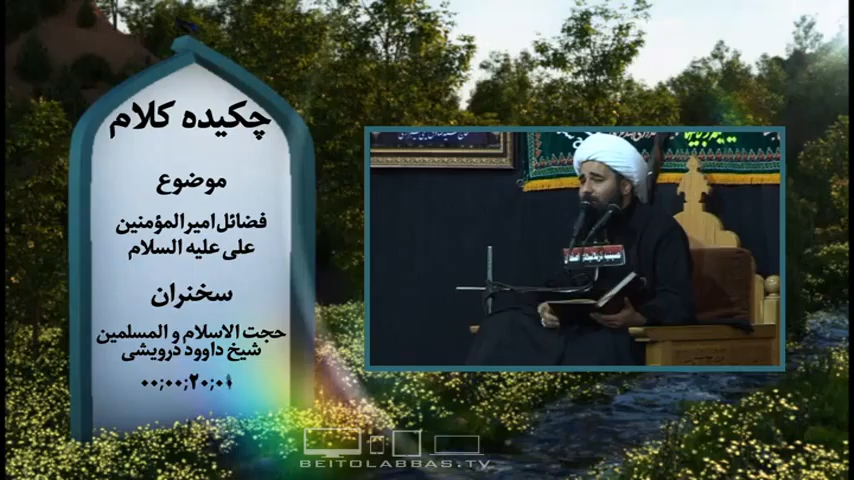 چکیده کلام
موضوع
فضائل امیرالمؤمنین
علی علیه السلام
سخنران
حجت الاسلام و المسلمین
شیخ داوود درویشی
۰۰;۰۰;۲۰;۰۱
BEITOLABBAS.TV